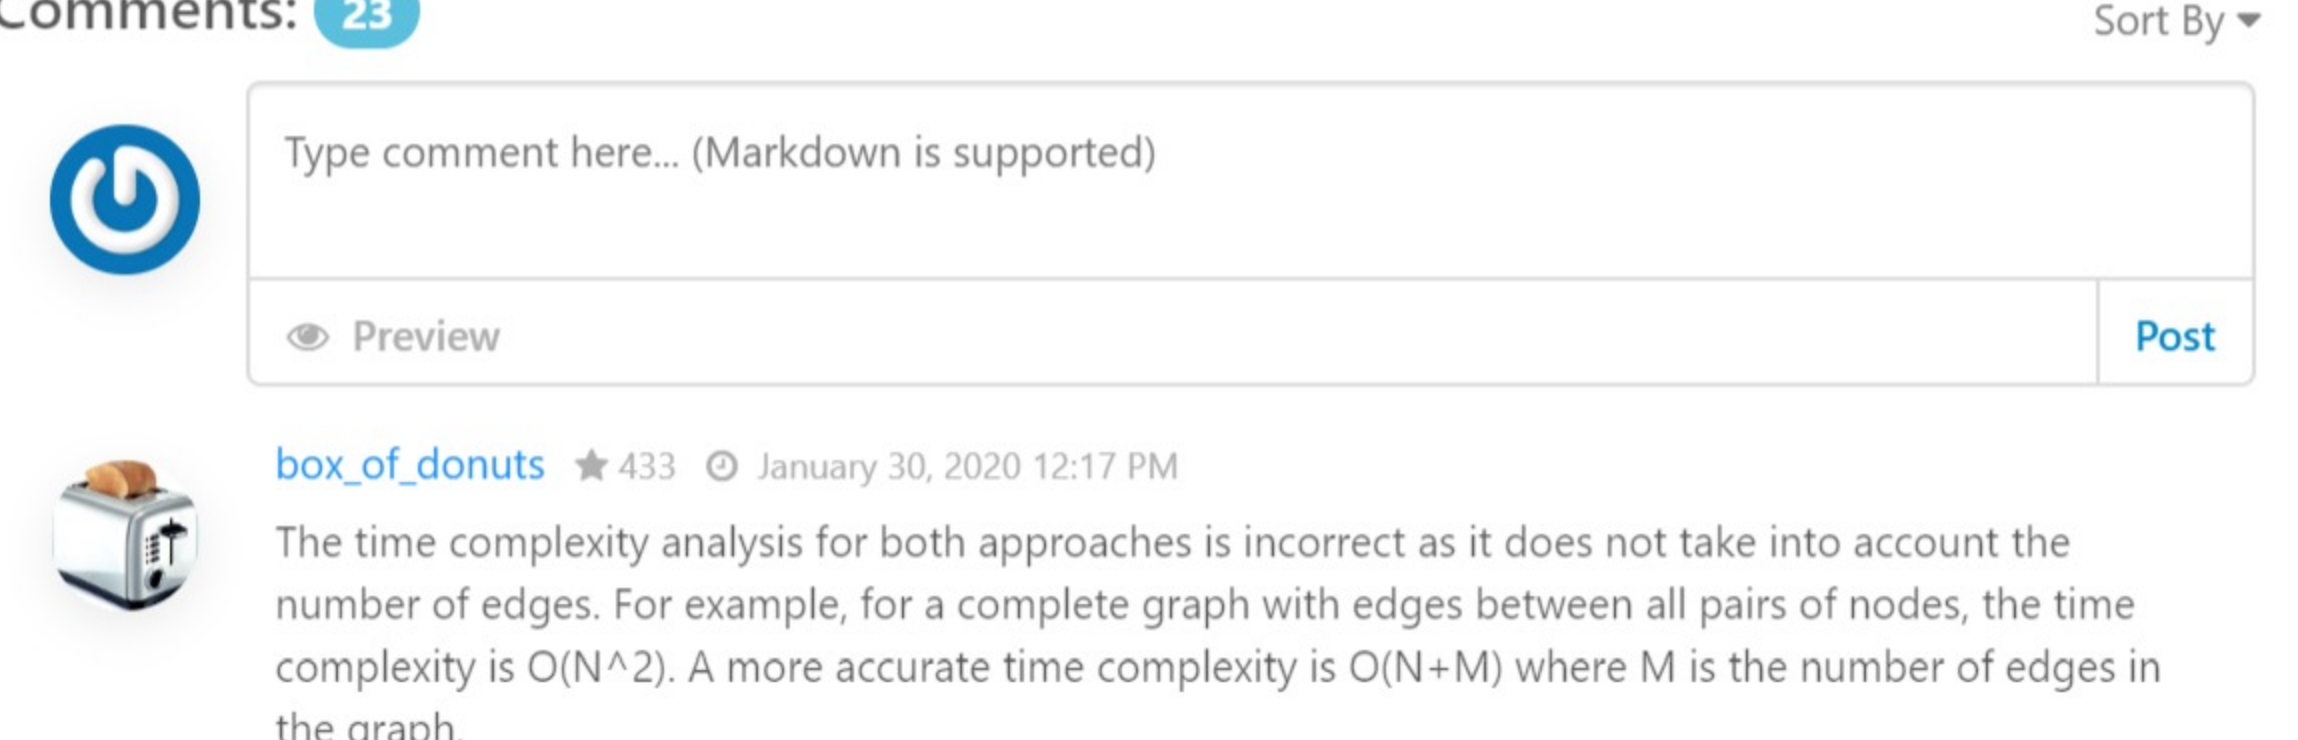 Comments: 23
Sort By
Type comment here... (Markdown is supported)
Preview
Post
box_of_donuts 433 January 30, 2020 12:17 PM
The time complexity analysis for both approaches is incorrect as it does not take into account the
number of edges. For example, for a complete graph with edges between all pairs of nodes, the time
complexity is O(N^2). A more accurate time complexity is O(N+M) where M is the number of edges in
the graph.